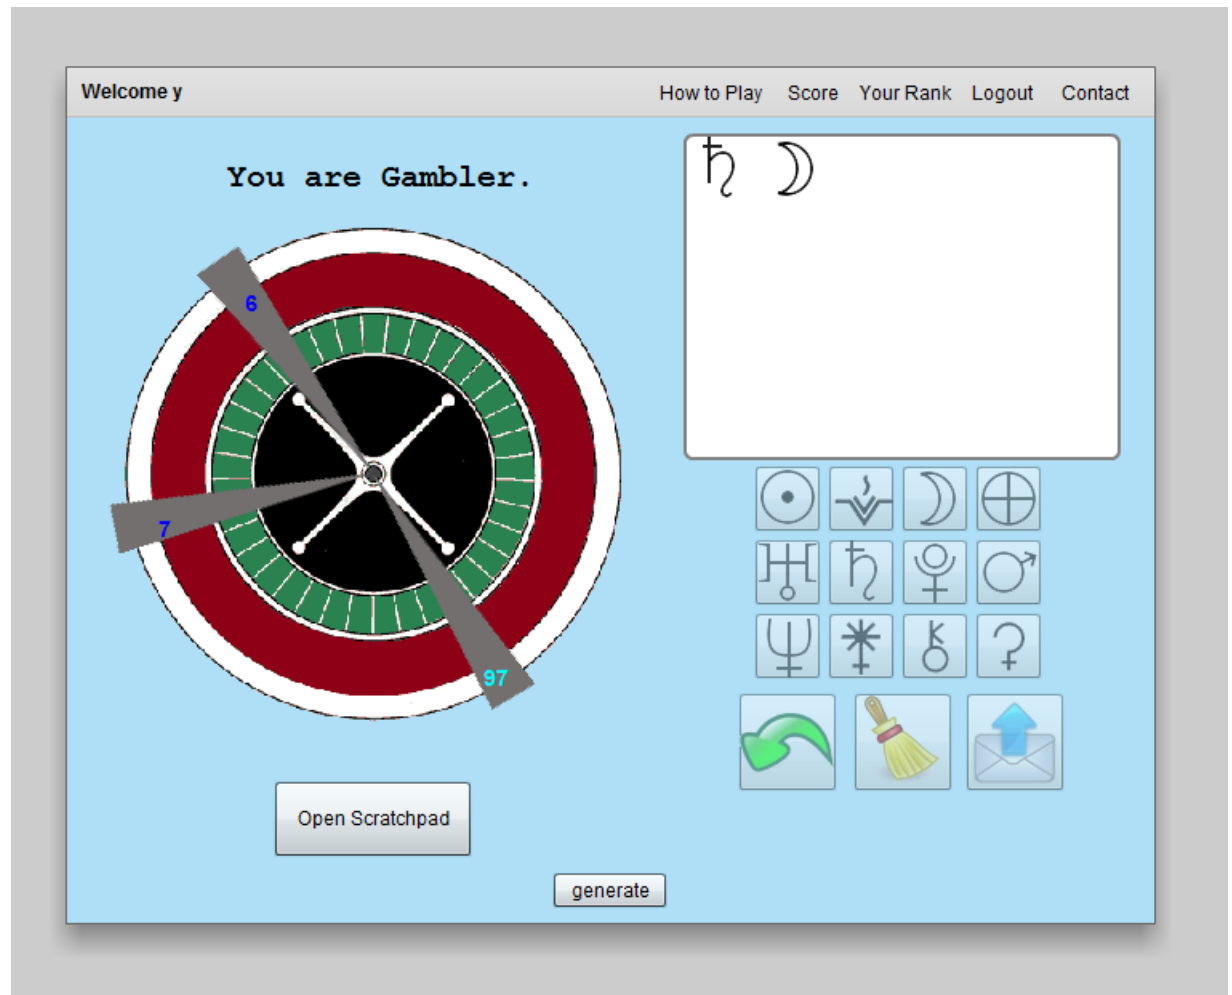 Welcome y
How to Play Score Your Rank Logout Contact
You are Gambler.
♄ ☽
6
7
97
Open Scratchpad
generate